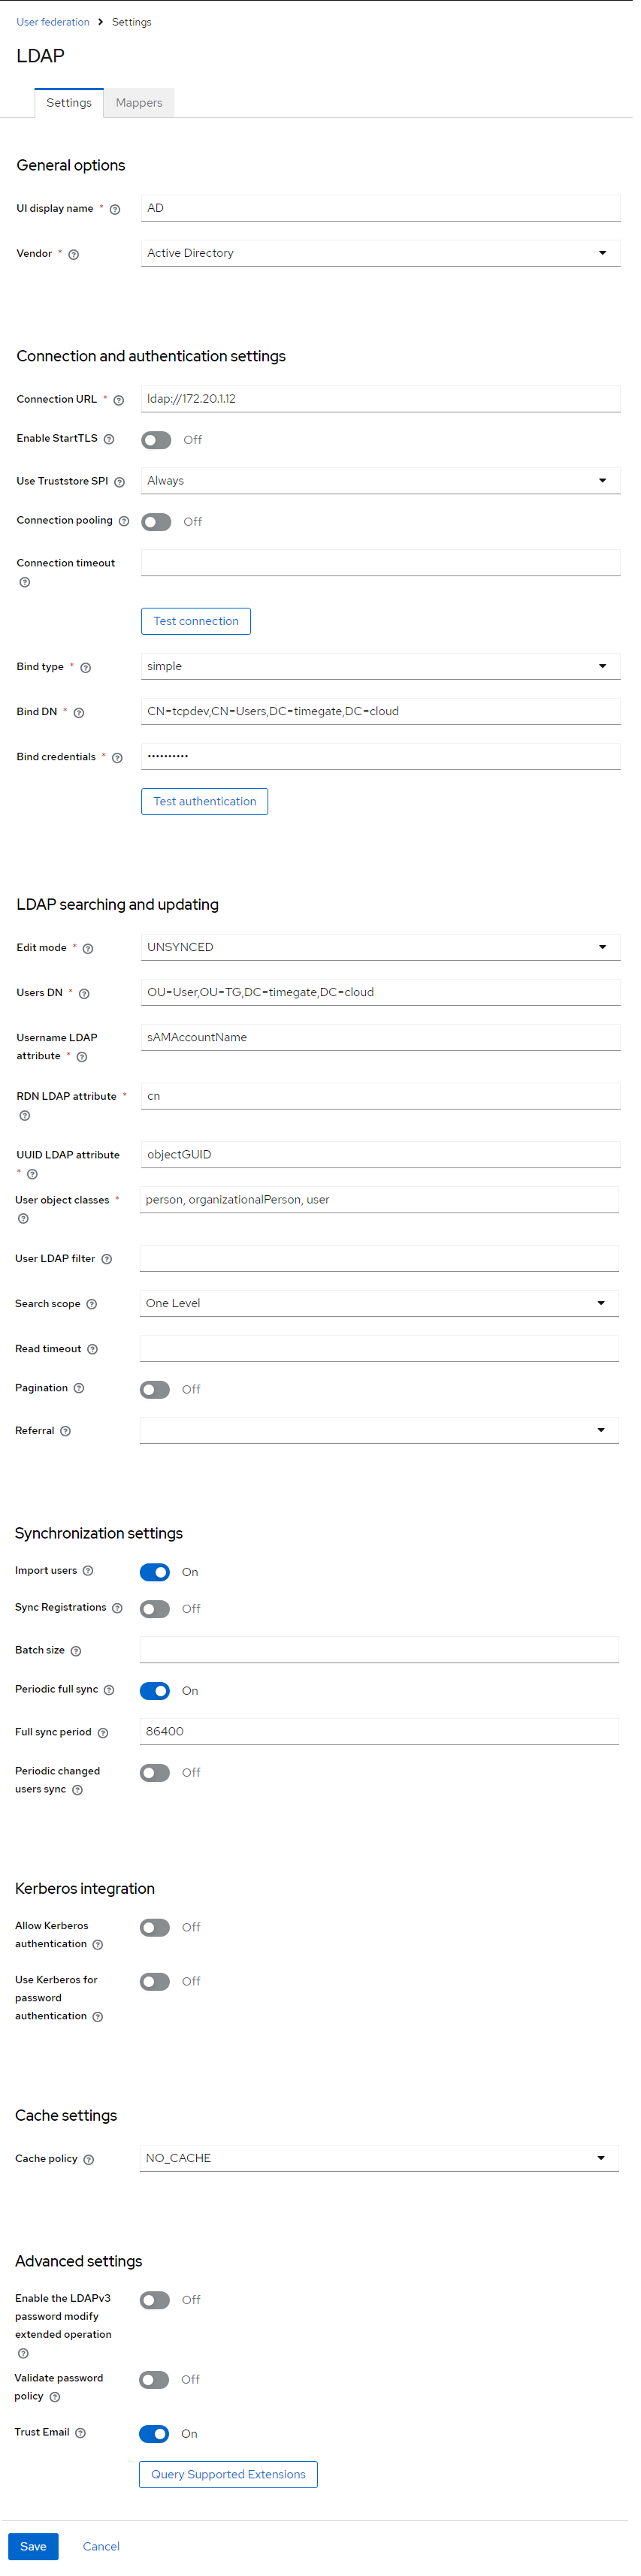 User federation > Settings
LDAP
Settings Mappers
General options
UI display name * AD
Vendor * Active Directory
Connection and authentication settings
Connection URL * ldap://172.20.1.12
Enable StartTLS Off
Use Truststore SPI Always
Connection pooling Off
Connection timeout
Test connection
Bind type * simple
Bind DN * CN=tcpdev,CN=Users,DC=timegate,DC=cloud
Bind credentials * ••••••••••
Test authentication
LDAP searching and updating
Edit mode * UNSYNCED
Users DN * OU=User,OU=TG,DC=timegate,DC=cloud
Username LDAP
attribute * sAMAccountName
RDN LDAP attribute * cn
UUID LDAP attribute
* objectGUID
User object classes * person, organizationalPerson, user
User LDAP filter
Search scope One Level
Read timeout
Pagination Off
Referral
Synchronization settings
Import users On
Sync Registrations Off
Batch size
Periodic full sync On
Full sync period 86400
Periodic changed
users sync Off
Kerberos integration
Allow Kerberos
authentication Off
Use Kerberos for
password
authentication Off
Cache settings
Cache policy NO_CACHE
Advanced settings
Enable the LDAPv3
password modify
extended operation Off
Validate password
policy Off
Trust Email On
Query Supported Extensions
Save Cancel